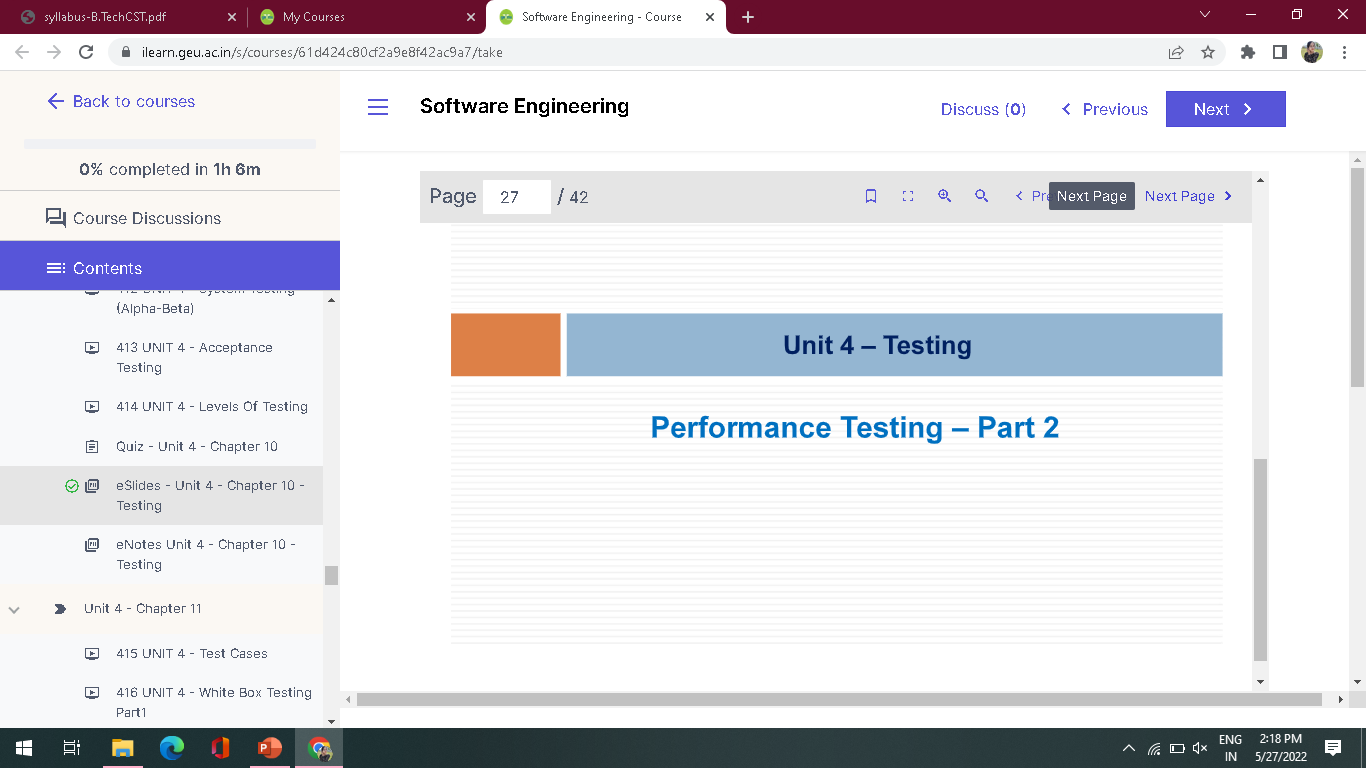 syllabus-B.TechCST.pdf
My Courses
Software Engineering - Course
ilearn.geu.ac.in/s/courses/61d424c80cf2a9e8f42ac9a7/take
Back to courses
0% completed in 1h 6m
Course Discussions
Contents
(Alpha-Beta)
413 UNIT 4 - Acceptance
Testing
414 UNIT 4 - Levels Of Testing
Quiz - Unit 4 - Chapter 10
eSlides - Unit 4 - Chapter 10 -
Testing
eNotes Unit 4 - Chapter 10 -
Testing
Unit 4 - Chapter 11
415 UNIT 4 - Test Cases
416 UNIT 4 - White Box Testing
Part1
Software Engineering
Discuss (0)
Previous
Next
Page 27 / 42
Next Page
Next Page
Unit 4 – Testing
Performance Testing – Part 2
ENG
IN
2:18 PM
5/27/2022